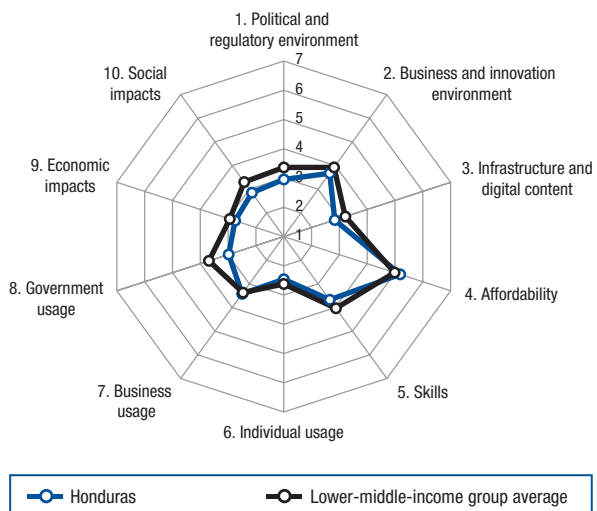 1. Political and
regulatory environment
10. Social
impacts
2. Business and innovation
environment
9. Economic
impacts
3. Infrastructure and
digital content
8. Government
usage
4. Affordability
7. Business
usage
5. Skills
6. Individual usage
7
6
5
4
3
2
1
Honduras
Lower-middle-income group average